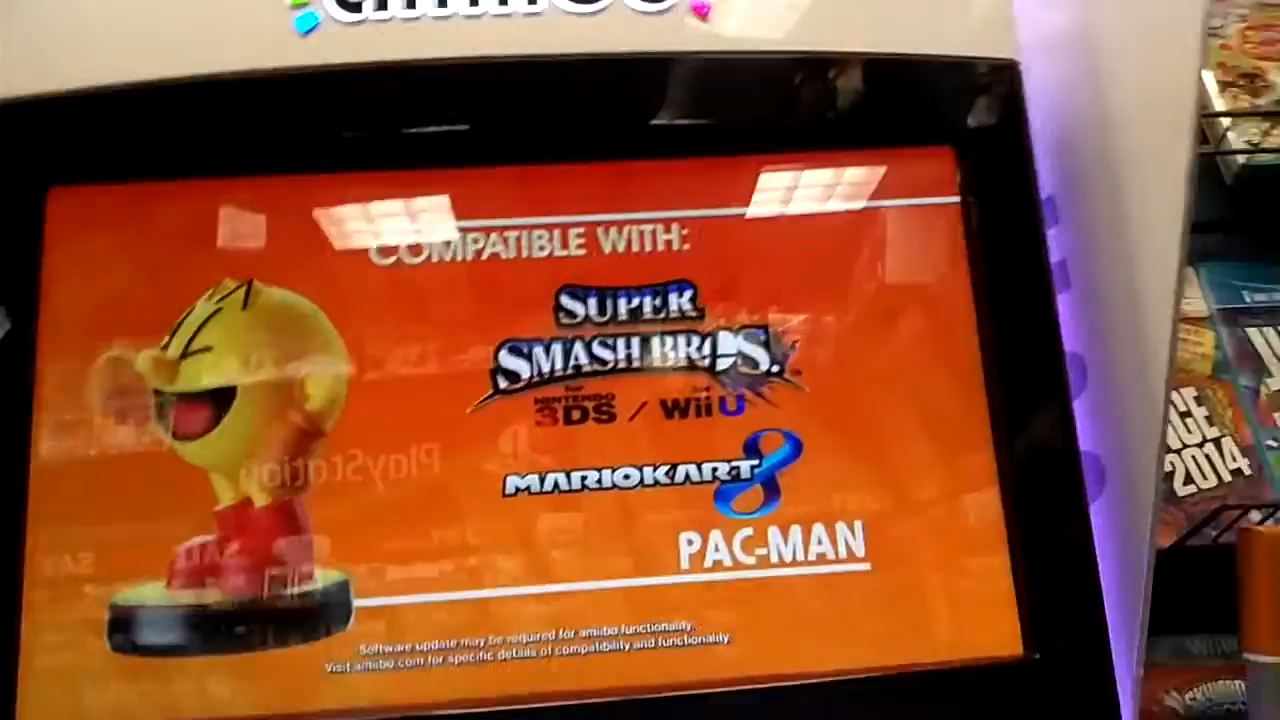 COMPATIBLE WITH:
SUPER
SMASH BROS.
for
NINTENDO
3DS / Wii U
MARIOKART 8
PAC-MAN
Software update may be required for amiibo functionality.
Visit amiibo.com for specific details of compatibility and functionality.
PlayStation
2014